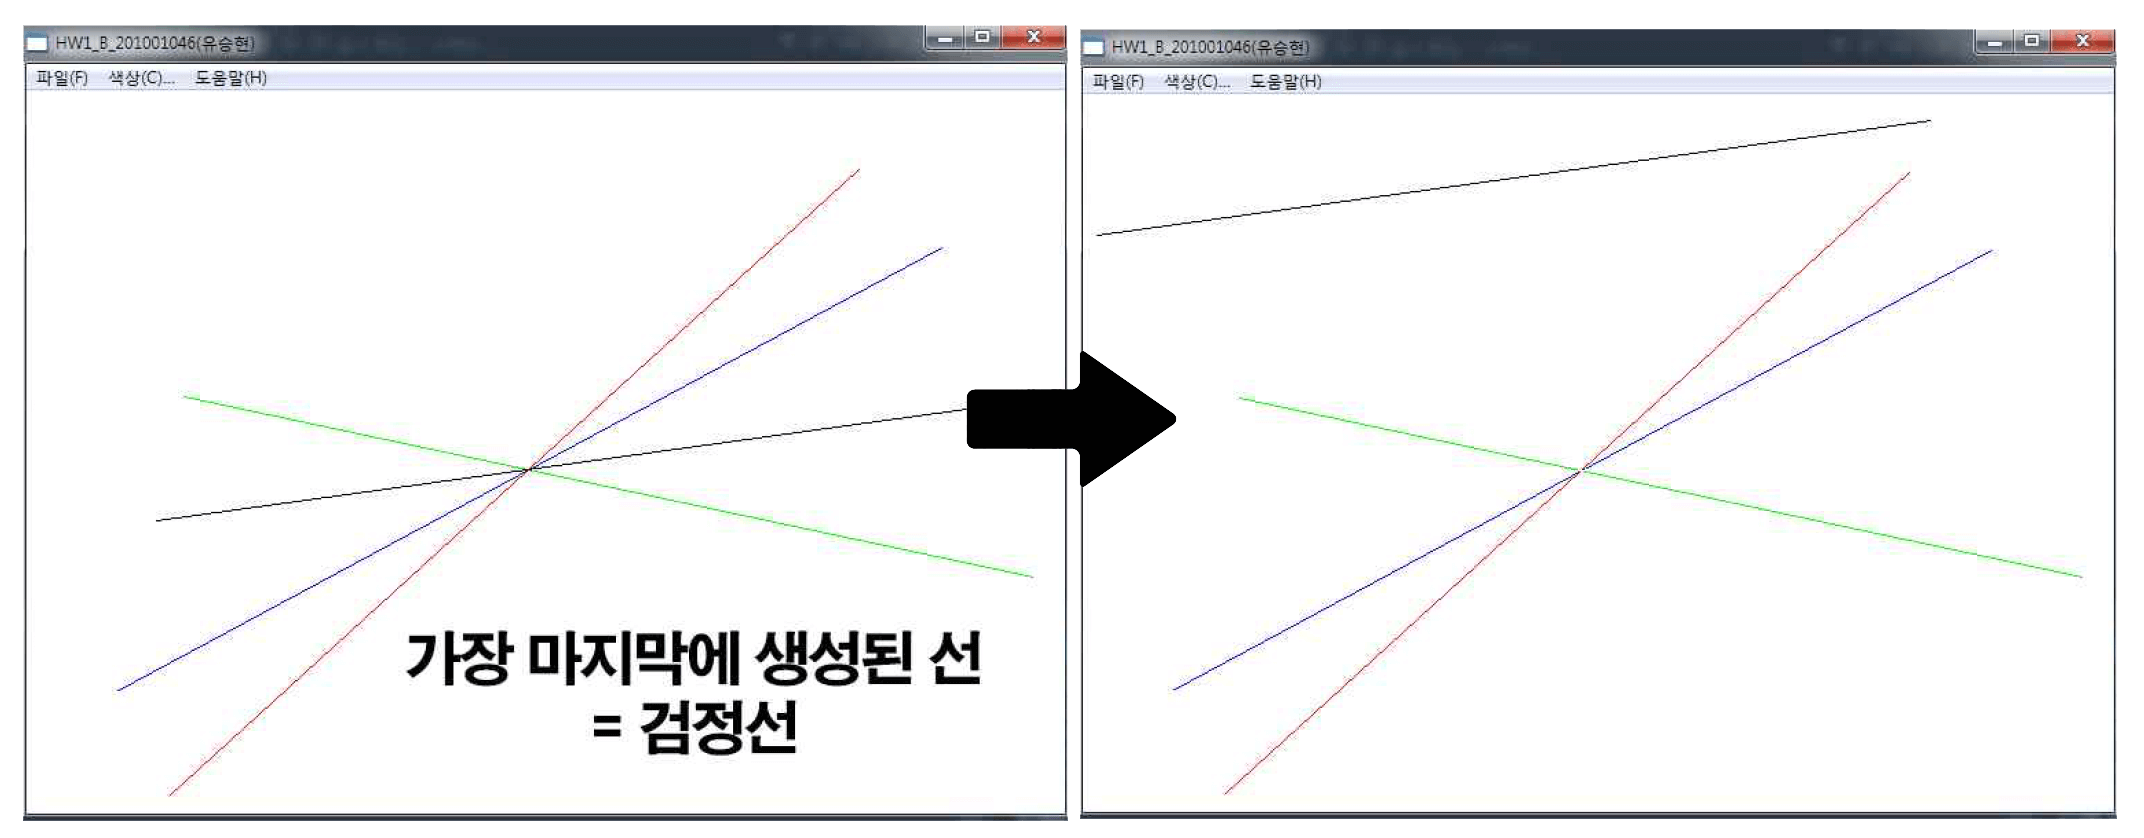 HW1_B_201001046(유승현)
파일(F) 색상(C)... 도움말(H)
가장 마지막에 생성된 선
= 검정선
HW1_B_201001046(유승현)
파일(F) 색상(C)... 도움말(H)